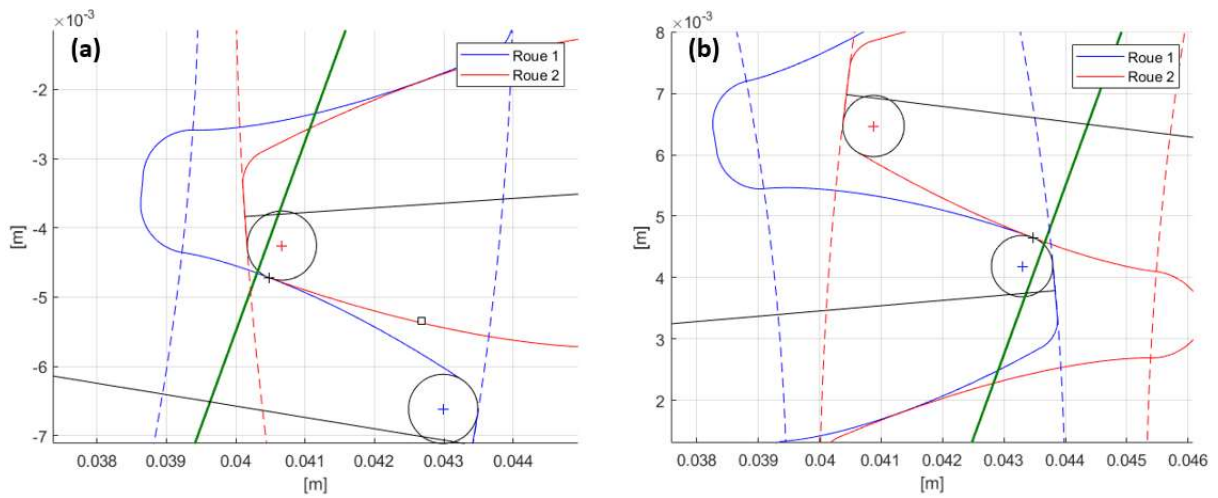 ×10⁻³
(a)
Roue 1
Roue 2
-2
-3
-4
-5
-6
-7
[m]
0.038 0.039 0.04 0.041 0.042 0.043 0.044
[m]
(b)
Roue 1
Roue 2
×10⁻³
8
7
6
5
4
3
2
[m]
0.038 0.039 0.04 0.041 0.042 0.043 0.044 0.045 0.046
[m]